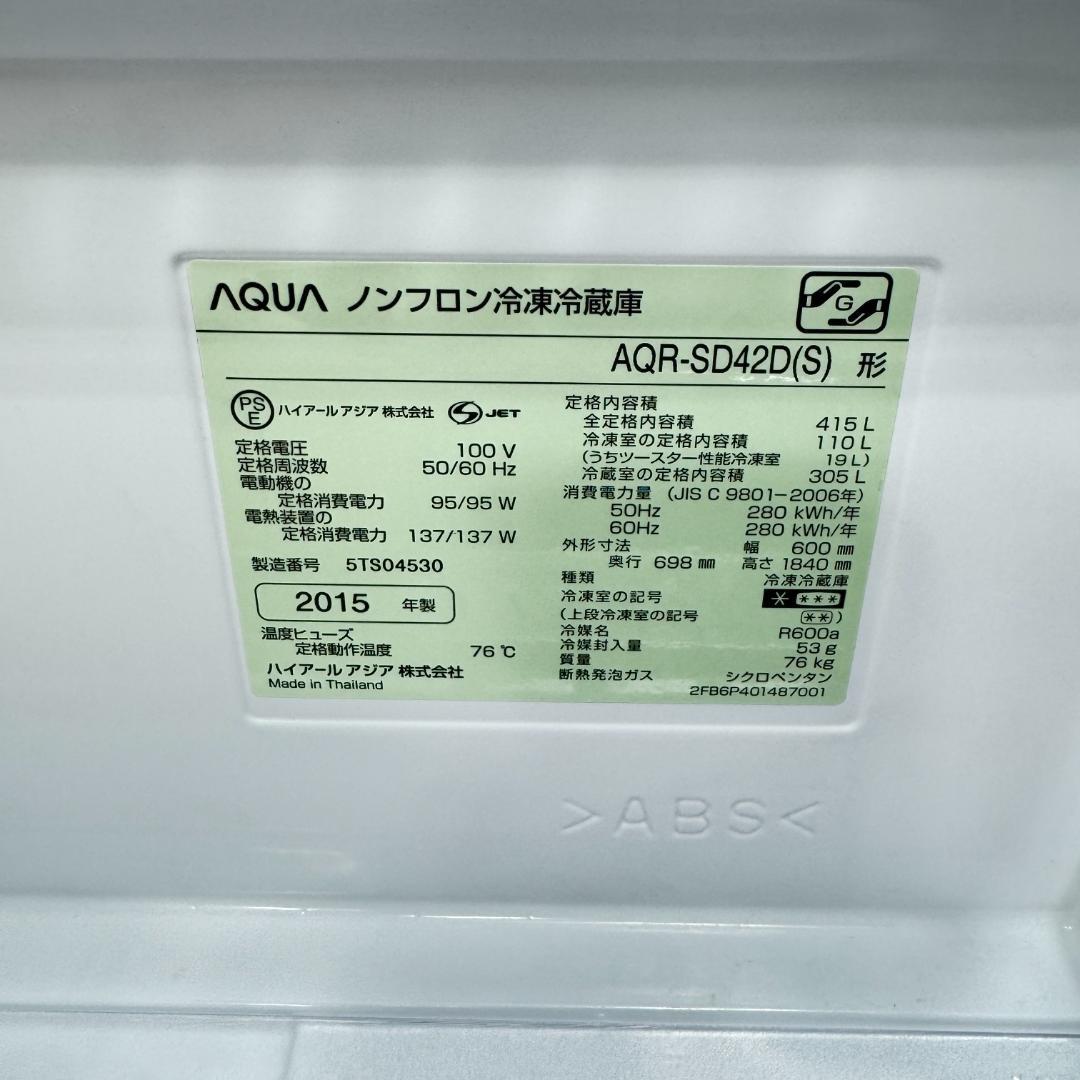 AQUA ノンフロン冷凍冷蔵庫
G
AQR-SD42D(S) 形
PSE ハイアール アジア 株式会社 S JET
定格電圧 100 V
定格周波数 50/60 Hz
電動機の
定格消費電力 95/95 W
電熱装置の
定格消費電力 137/137 W
製造番号 5TS04530
2015 年製
温度ヒューズ
定格動作温度 76 ℃
ハイアール アジア 株式会社
Made in Thailand
定格内容積
全定格内容積 415 L
冷凍室の定格内容積 110 L
(うちツースター性能冷凍室 19 L)
冷蔵室の定格内容積 305 L
消費電力量 (JIS C 9801-2006年)
50Hz 280 kWh/年
60Hz 280 kWh/年
外形寸法 幅 600 ㎜
奥行 698 ㎜ 高さ 1840 ㎜
種類 冷凍冷蔵庫
冷凍室の記号 * ***
(上段冷凍室の記号 ** )
冷媒名 R600a
冷媒封入量 53 g
質量 76 kg
断熱発泡ガス シクロペンタン
2FB6P401487001
>ABS<